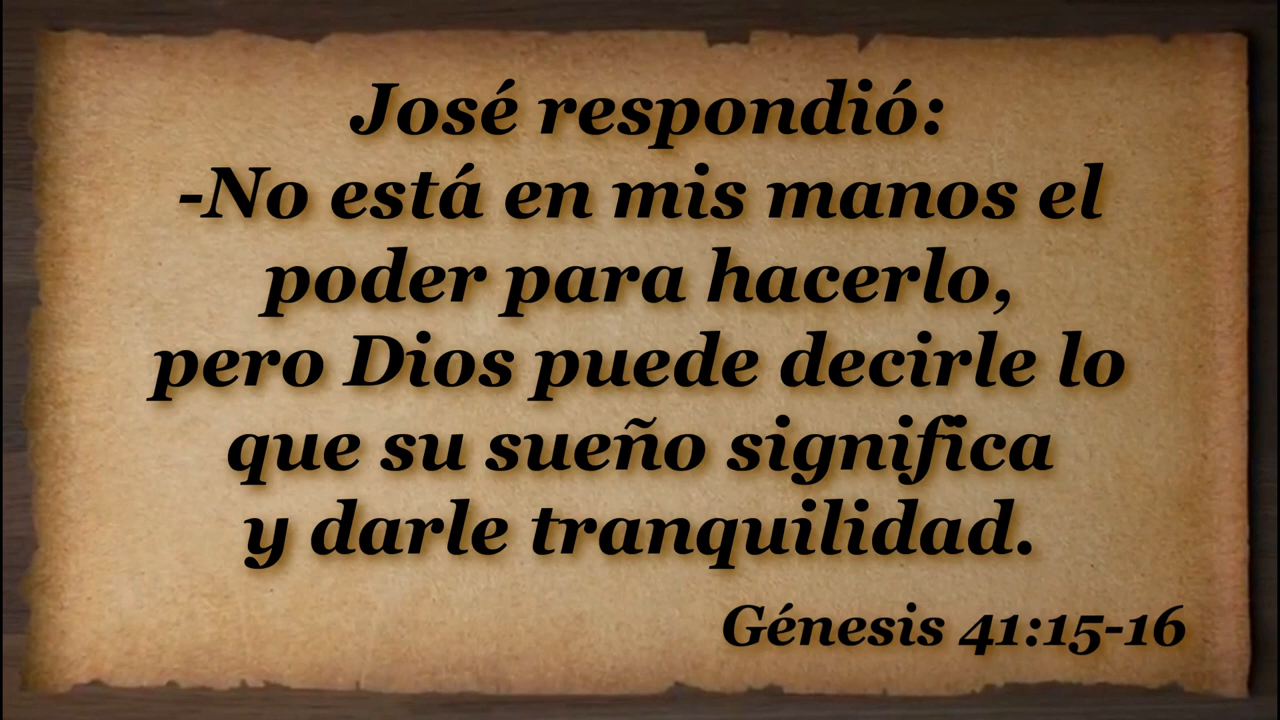 José respondió:
-No está en mis manos el
poder para hacerlo,
pero Dios puede decirle lo
que su sueño significa
y darle tranquilidad.
Génesis 41:15-16